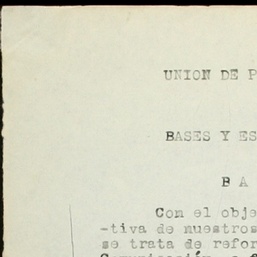 UNION DE P
BASES Y ES
B A
Con el obje
-tiva de nuestros
se trata de refor